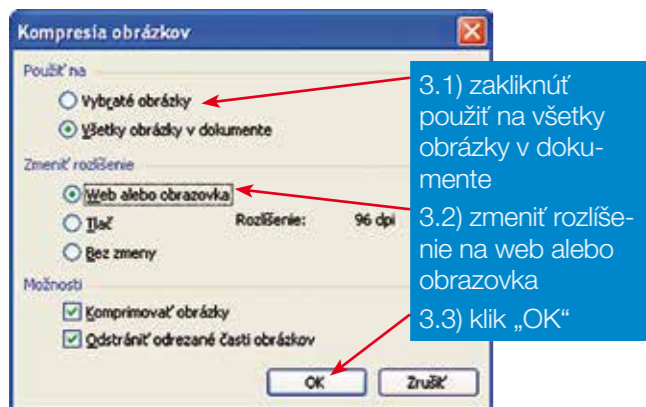 Kompresia obrázkov
Použiť na
Vybraté obrázky
Všetky obrázky v dokumente
Zmeniť rozlíšenie
Web alebo obrazovka
Tlač Rozlíšenie: 96 dpi
Bez zmeny
Možnosti
Komprimovať obrázky
Odstrániť odrezané časti obrázkov
OK Zrušiť
3.1) zakliknúť
použiť na všetky
obrázky v doku-
mente
3.2) zmeniť rozlíše-
nie na web alebo
obrazovka
3.3) klik „OK“